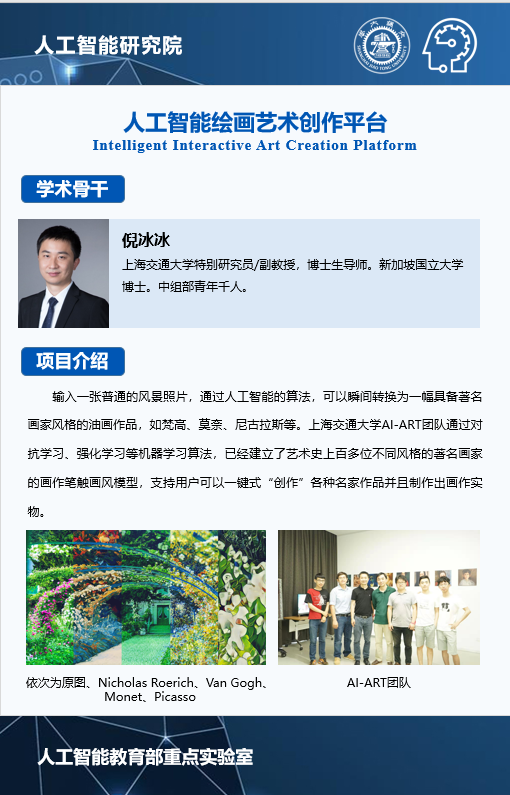 人工智能研究院
SHANGHAI JIAO TONG UNIVERSITY
人工智能绘画艺术创作平台
Intelligent Interactive Art Creation Platform
学术骨干
倪冰冰
上海交通大学特别研究员/副教授，博士生导师。新加坡国立大学
博士。中组部青年千人。
项目介绍
输入一张普通的风景照片，通过人工智能的算法，可以瞬间转换为一幅具备著名
画家风格的油画作品，如梵高、莫奈、尼古拉斯等。上海交通大学AI-ART团队通过对
抗学习、强化学习等机器学习算法，已经建立了艺术史上百多位不同风格的著名画家
的画作笔触画风模型，支持用户可以一键式“创作”各种名家作品并且制作出画作实
物。
依次为原图、Nicholas Roerich、Van Gogh、
Monet、Picasso
AI-ART团队
人工智能教育部重点实验室